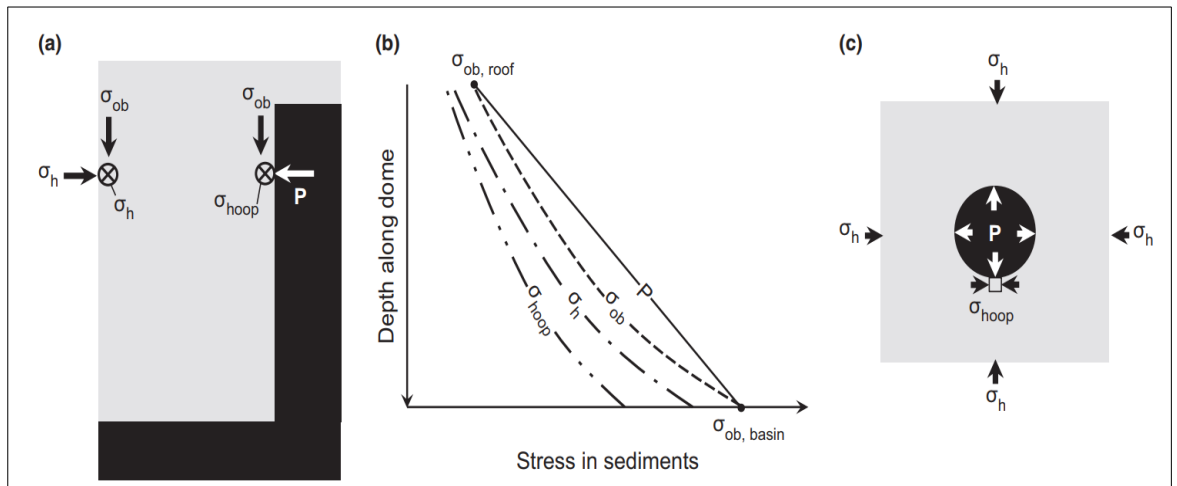 (a)
σob
σob
σh
σh
σhoop
P
(b)
σob, roof
Depth along dome
σhoop
σh
σob
P
σob, basin
Stress in sediments
(c)
σh
σh
P
σh
σhoop
σh